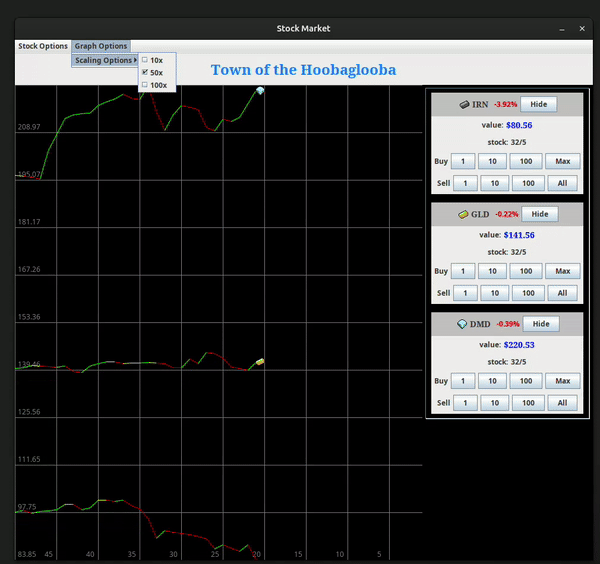 Stock Market
Stock Options Graph Options
Scaling Options
10x
50x
100x
Town of the Hoobaglooba
208.97
195.07
181.17
167.26
153.36
139.46
125.56
111.65
97.75
83.85 45 40 35 30 25 20 15 10 5
IRN -3.92% Hide
value: $80.56
stock: 32/5
Buy 1 10 100 Max
Sell 1 10 100 All
GLD -0.22% Hide
value: $141.56
stock: 32/5
Buy 1 10 100 Max
Sell 1 10 100 All
DMD -0.39% Hide
value: $220.53
stock: 32/5
Buy 1 10 100 Max
Sell 1 10 100 All